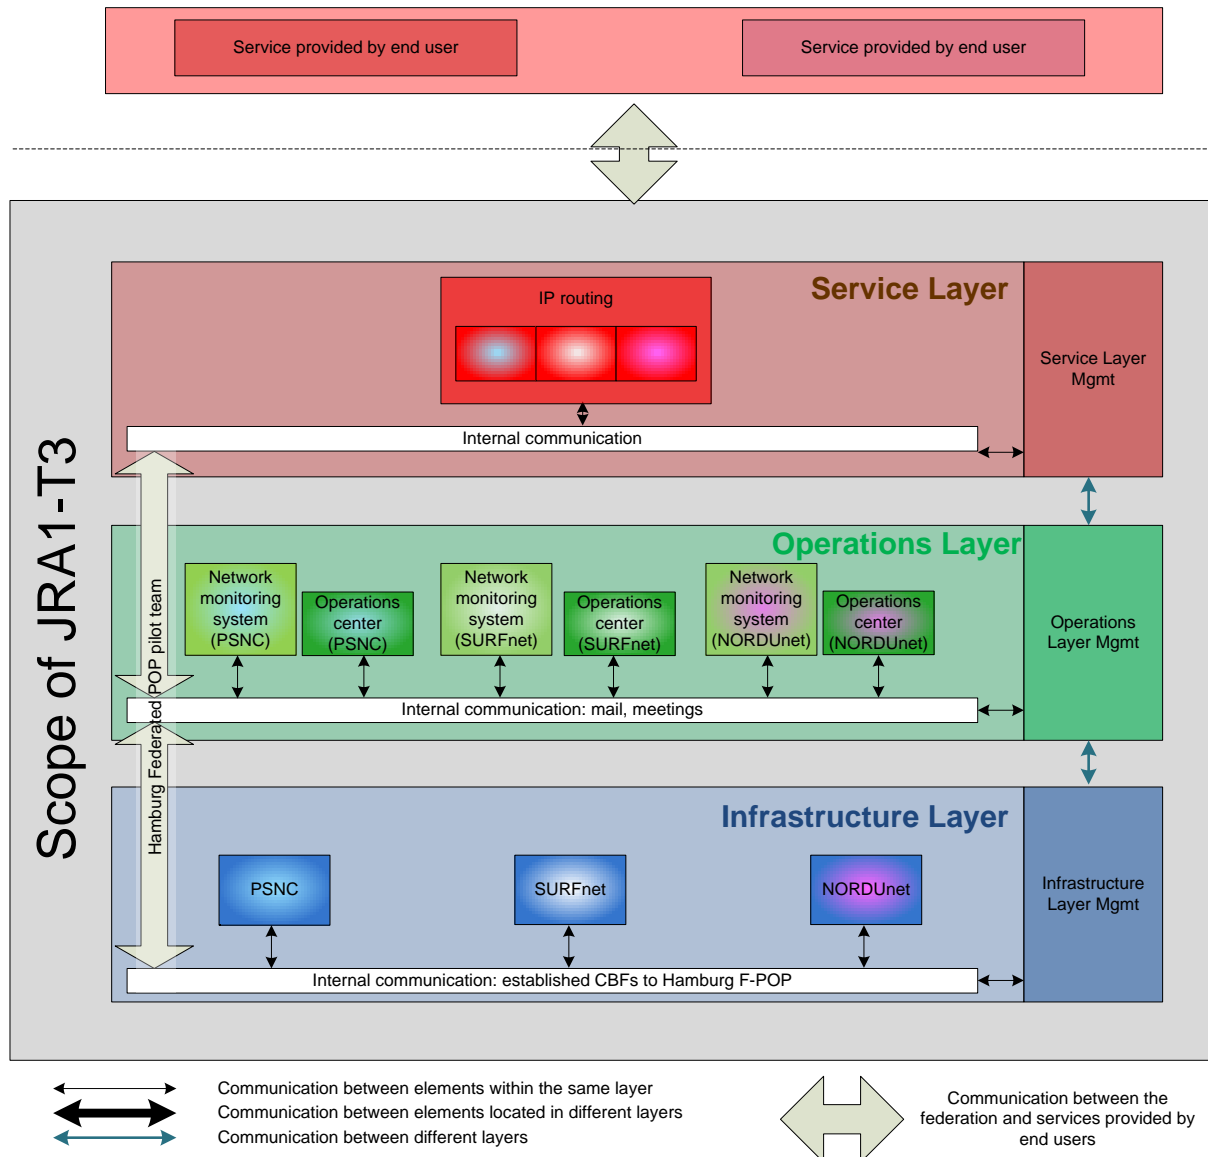 Service provided by end user
Service provided by end user
Scope of JRA1-T3
Service Layer
IP routing
Service Layer
Mgmt
Internal communication
Hamburg Federated POP pilot team
Operations Layer
Network
monitoring
system
(PSNC)
Operations
center
(PSNC)
Network
monitoring
system
(SURFnet)
Operations
center
(SURFnet)
Network
monitoring
system
(NORDUnet)
Operations
center
(NORDUnet)
Operations
Layer Mgmt
Internal communication: mail, meetings
Infrastructure Layer
PSNC
SURFnet
NORDUnet
Infrastructure
Layer Mgmt
Internal communication: established CBFs to Hamburg F-POP
Communication between elements within the same layer
Communication between elements located in different layers
Communication between different layers
Communication between the
federation and services provided by
end users